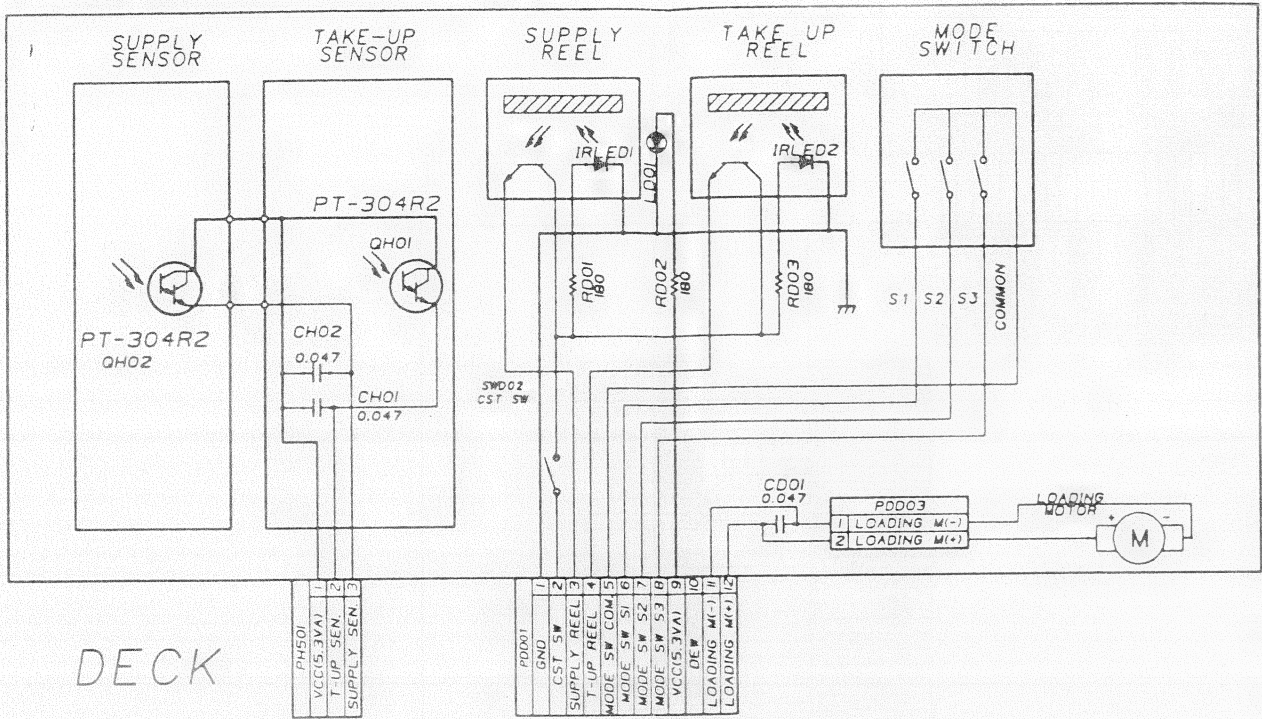 SUPPLY
SENSOR
TAKE-UP
SENSOR
SUPPLY
REEL
TAKE UP
REEL
MODE
SWITCH
IRLED1
LD01
IRLED2
PT-304R2
QH01
RD01
180
RD02
180
RD03
180
S1 S2 S3 COMMON
PT-304R2
QH02
CH02
0.047
CH01
0.047
SWD02
CST SW
CD01
0.047
PDD03
1 LOADING M(-)
2 LOADING M(+)
LOADING
MOTOR
+ -
M
DECK
PH501
1 VCC(5.3VA)
2 T-UP SEN.
3 SUPPLY SEN.
PDD01
1 GND
2 CST SW
3 SUPPLY REEL
4 T-UP REEL
5 MODE SW COM.
6 MODE SW S1
7 MODE SW S2
8 MODE SW S3
9 VCC(5.3VA)
10 DEW
11 LOADING M(-)
12 LOADING M(+)